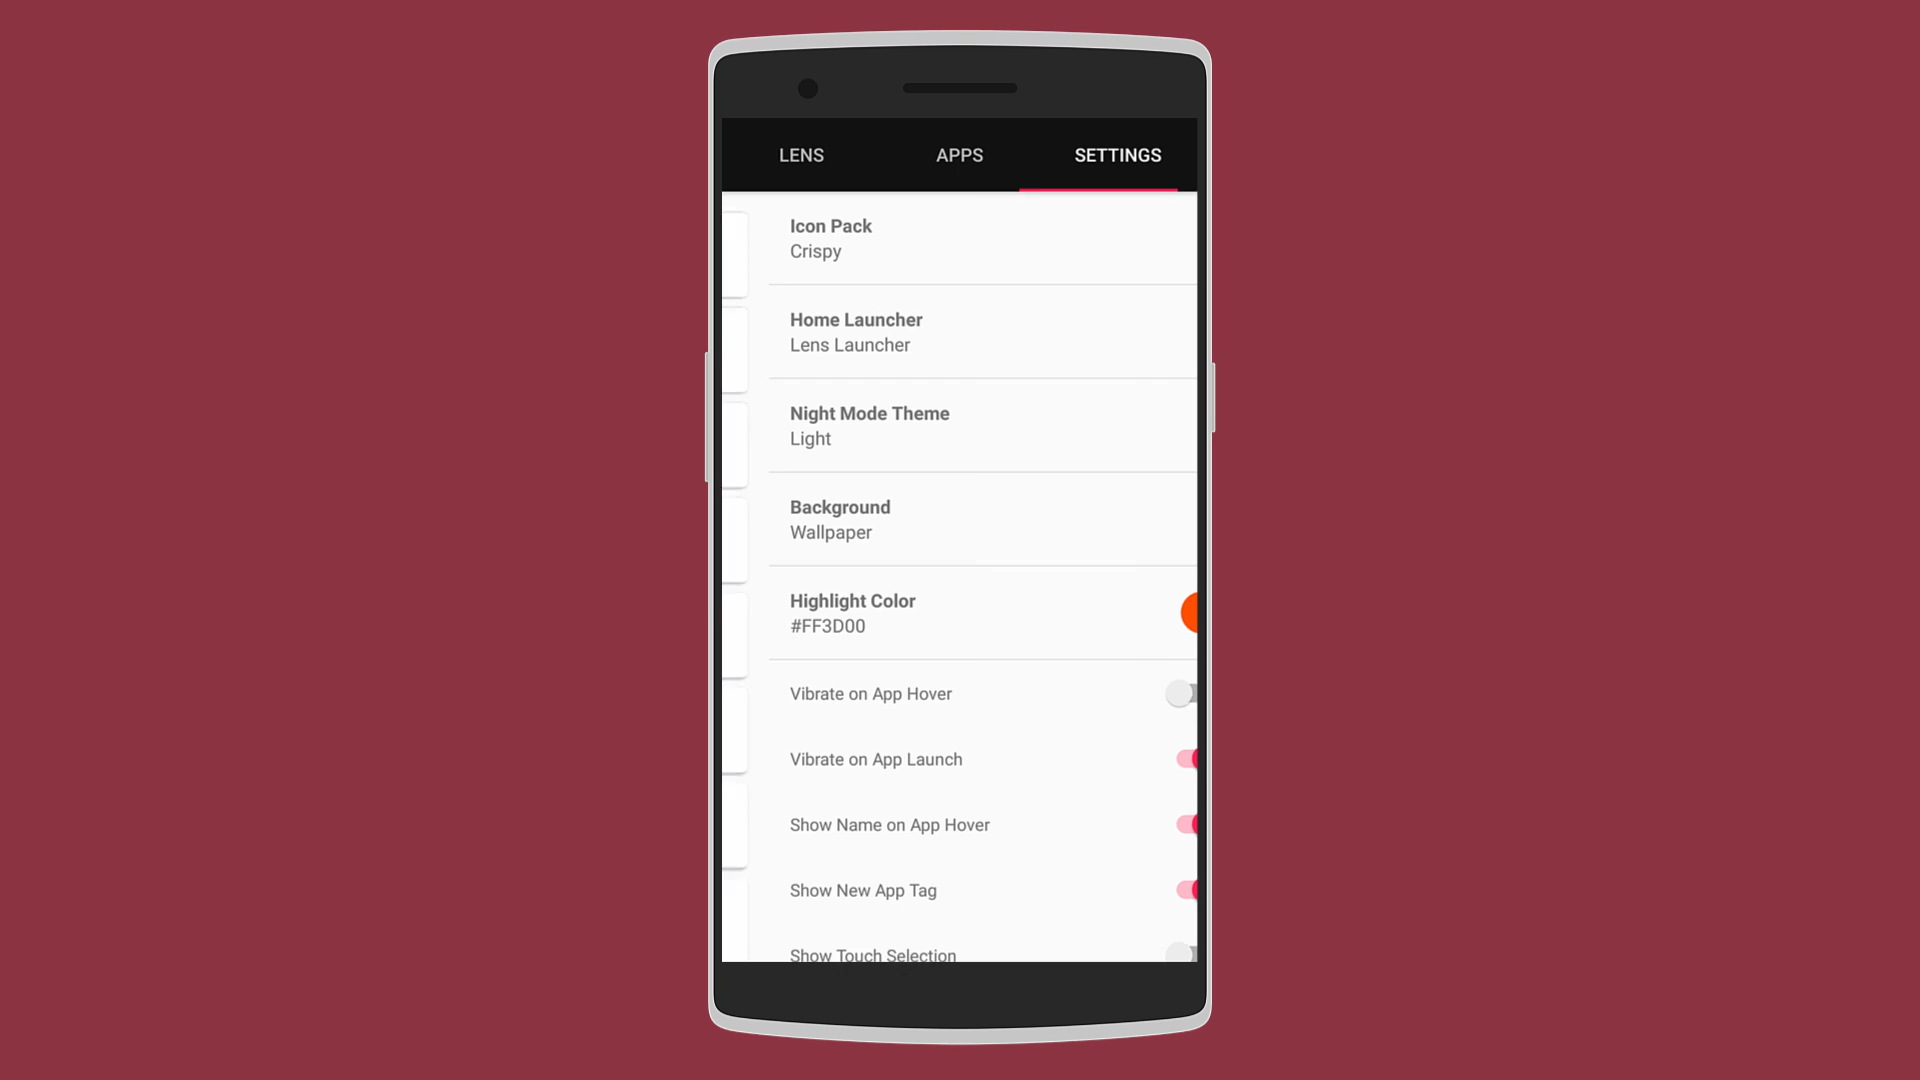 LENS
APPS
SETTINGS
Icon Pack
Crispy
Home Launcher
Lens Launcher
Night Mode Theme
Light
Background
Wallpaper
Highlight Color
#FF3D00
Vibrate on App Hover
Vibrate on App Launch
Show Name on App Hover
Show New App Tag
Show Touch Selection